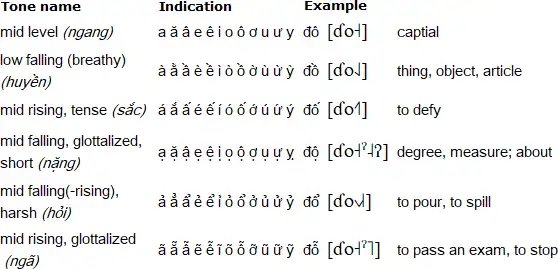 Tone name Indication Example
mid level (ngang) a ă â e ê i o ô ơ u ư y đô [ɗo˧] captial
low falling (breathy)
(huyền) à ằ ầ è ề ì ò ồ ờ ù ừ ỳ đồ [ɗo˨˩] thing, object, article
mid rising, tense (sắc) á ắ ấ é ế í ó ố ớ ú ứ ý đố [ɗo˧˥] to defy
mid falling, glottalized,
short (nặng) ạ ặ ậ ẹ ệ ị ọ ộ ợ ụ ự ỵ độ [ɗo˧ˀ˨ʔ] degree, measure; about
mid falling(-rising),
harsh (hỏi) ả ẳ ẩ ẻ ể ỉ ỏ ổ ở ủ ử ỷ đổ [ɗo˧˩˧] to pour, to spill
mid rising, glottalized
(ngã) ã ẵ ẫ ẽ ễ ĩ õ ỗ ỡ ũ ữ ỹ đỗ [ɗo˧ˀ˥] to pass an exam, to stop